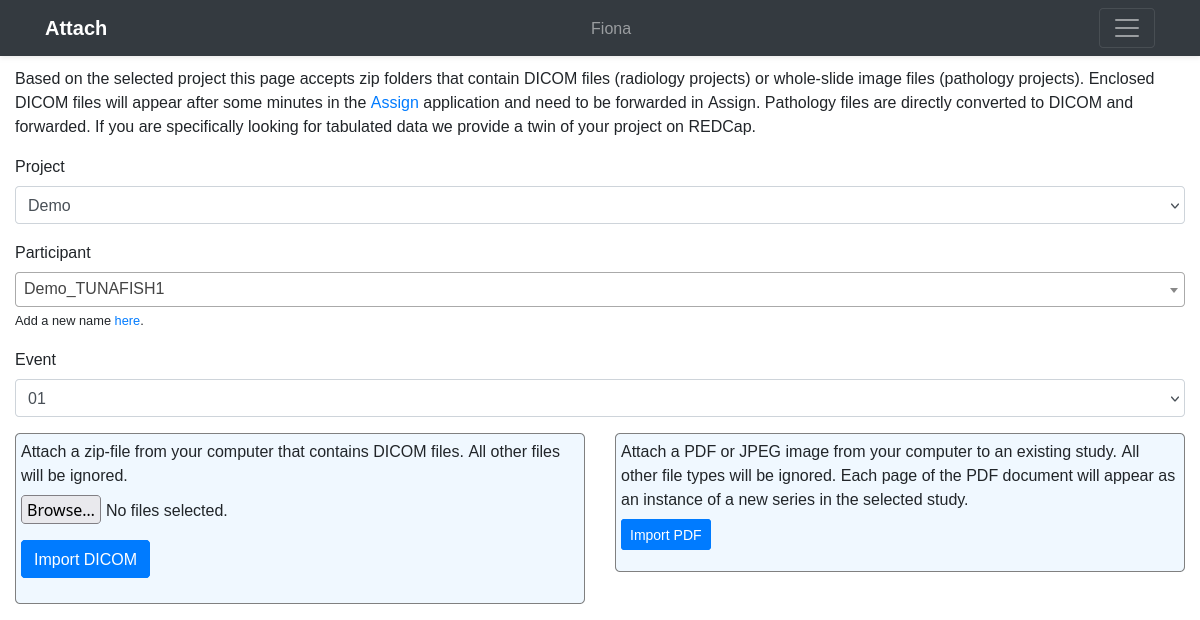 Attach
Fiona
Based on the selected project this page accepts zip folders that contain DICOM files (radiology projects) or whole-slide image files (pathology projects). Enclosed
DICOM files will appear after some minutes in the Assign application and need to be forwarded in Assign. Pathology files are directly converted to DICOM and
forwarded. If you are specifically looking for tabulated data we provide a twin of your project on REDCap.
Project
Demo
Participant
Demo_TUNAFISH1
Add a new name here.
Event
01
Attach a zip-file from your computer that contains DICOM files. All other files
will be ignored.
Browse... No files selected.
Import DICOM
Attach a PDF or JPEG image from your computer to an existing study. All
other file types will be ignored. Each page of the PDF document will appear as
an instance of a new series in the selected study.
Import PDF